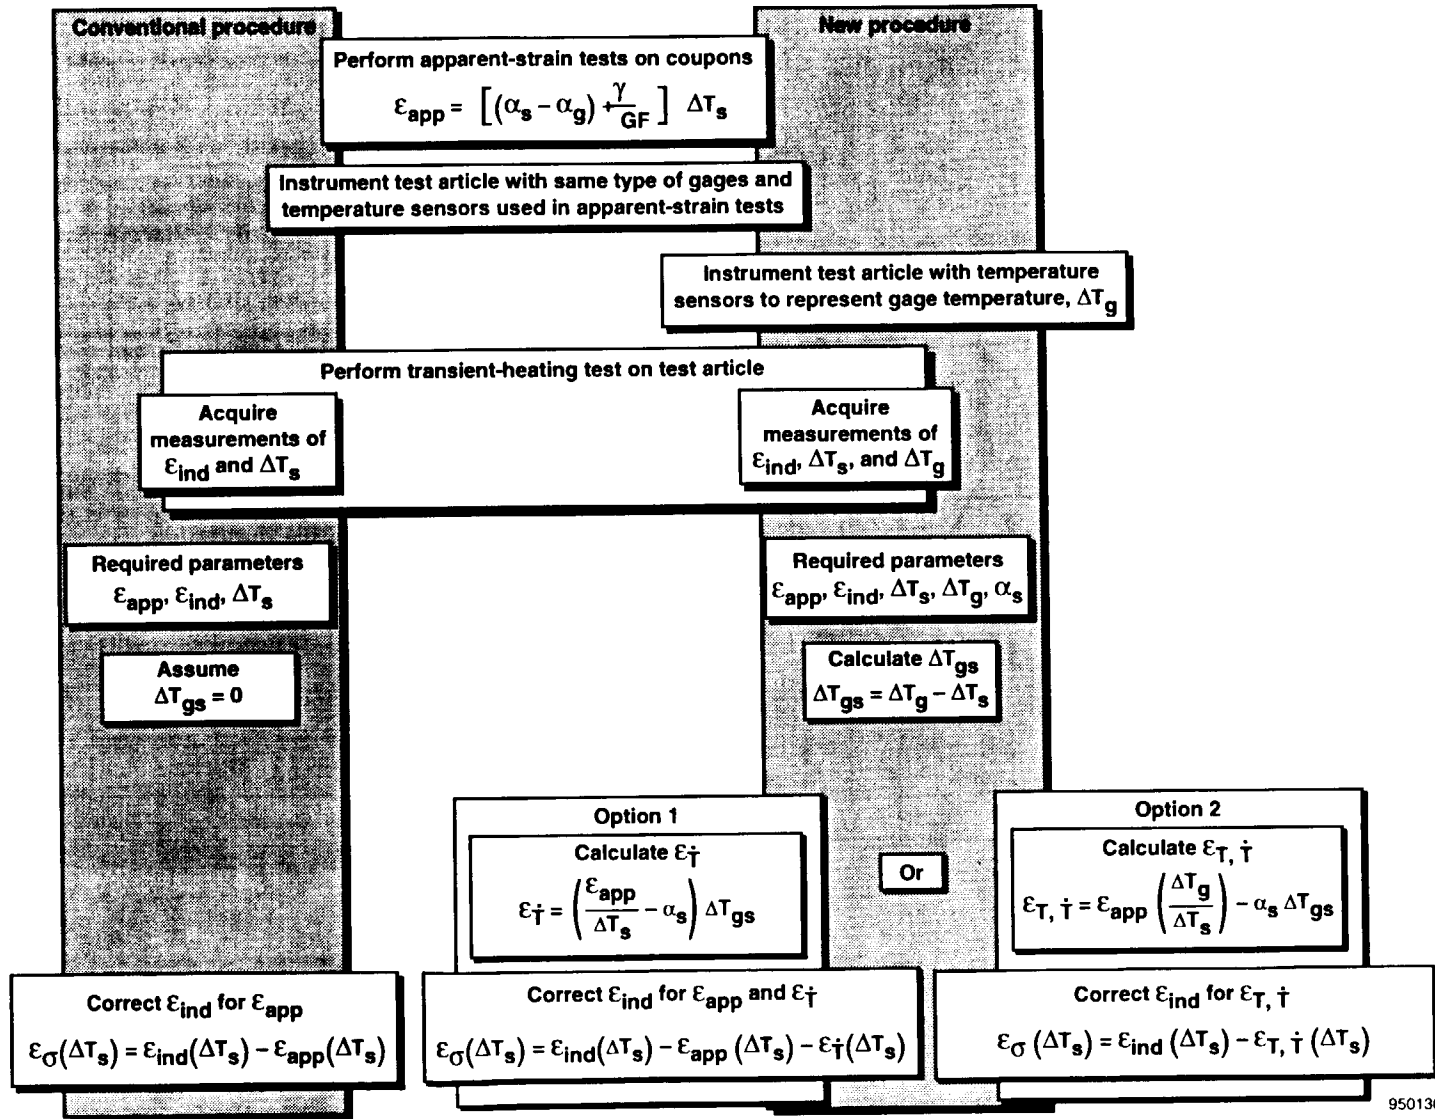 Conventional procedure
New procedure
Perform apparent-strain tests on coupons
ε_app = [(α_s − α_g) + γ/GF] ΔT_s
Instrument test article with same type of gages and
temperature sensors used in apparent-strain tests
Instrument test article with temperature
sensors to represent gage temperature, ΔT_g
Perform transient-heating test on test article
Acquire
measurements of
ε_ind and ΔT_s
Acquire
measurements of
ε_ind, ΔT_s, and ΔT_g
Required parameters
ε_app, ε_ind, ΔT_s
Required parameters
ε_app, ε_ind, ΔT_s, ΔT_g, α_s
Assume
ΔT_gs = 0
Calculate ΔT_gs
ΔT_gs = ΔT_g − ΔT_s
Option 1
Calculate ε_Ṫ
ε_Ṫ = (ε_app/ΔT_s − α_s) ΔT_gs
Or
Option 2
Calculate ε_T, Ṫ
ε_T, Ṫ = ε_app (ΔT_g/ΔT_s) − α_s ΔT_gs
Correct ε_ind for ε_app
ε_σ(ΔT_s) = ε_ind(ΔT_s) − ε_app(ΔT_s)
Correct ε_ind for ε_app and ε_Ṫ
ε_σ(ΔT_s) = ε_ind(ΔT_s) − ε_app (ΔT_s) − ε_Ṫ(ΔT_s)
Correct ε_ind for ε_T, Ṫ
ε_σ (ΔT_s) = ε_ind (ΔT_s) − ε_T, Ṫ (ΔT_s)